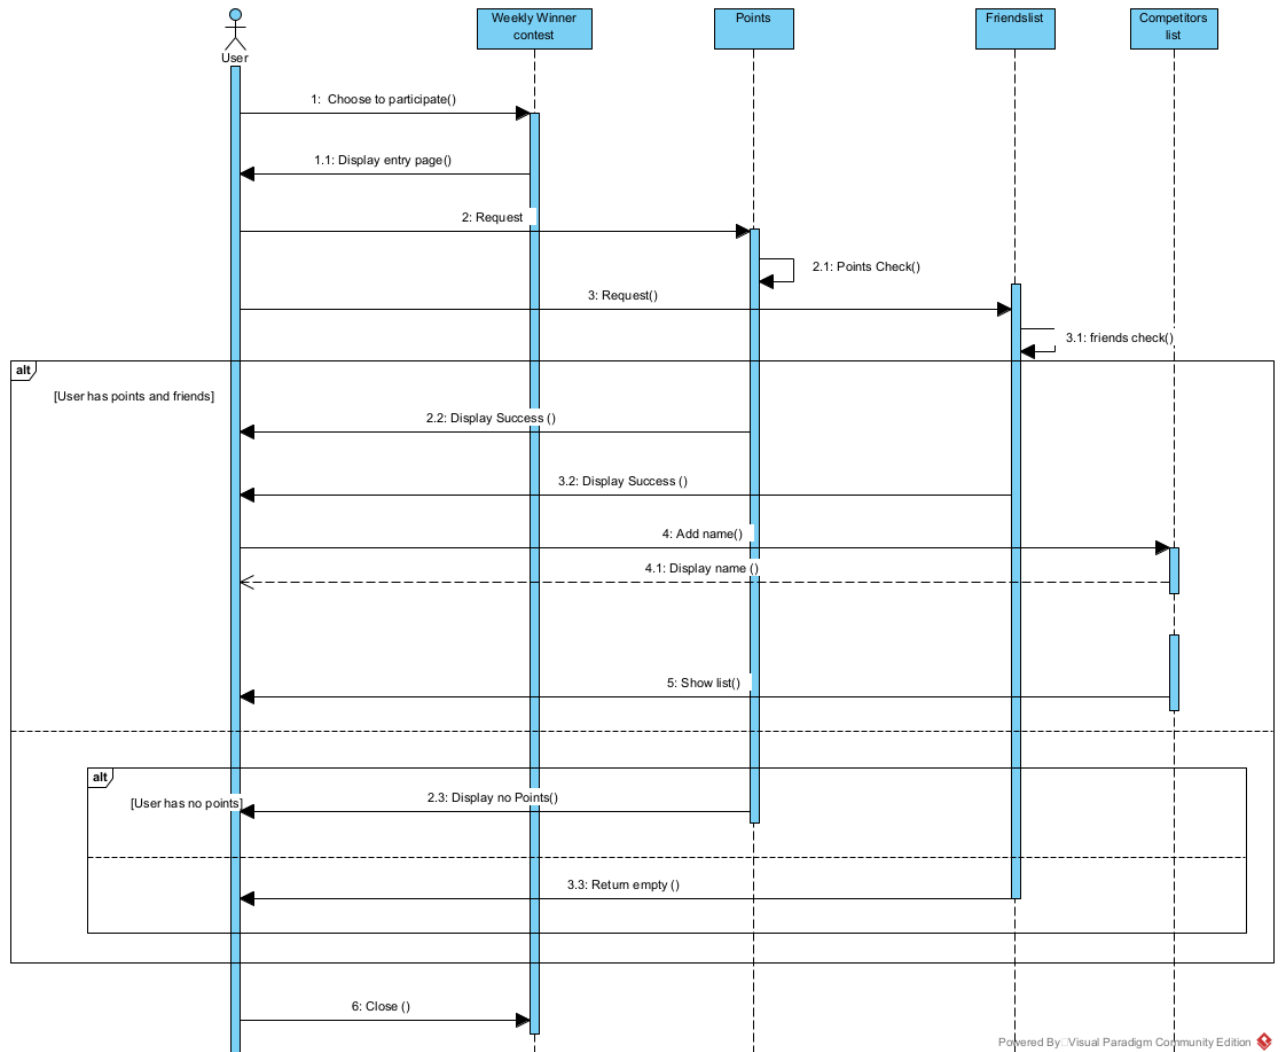 User
Weekly Winner
contest
Points
Friendslist
Competitors
list
1:  Choose to participate()
1.1: Display entry page()
2: Request
2.1: Points Check()
3: Request()
3.1: friends check()
alt
[User has points and friends]
2.2: Display Success ()
3.2: Display Success ()
4: Add name()
4.1: Display name ()
5: Show list()
alt
[User has no points]
2.3: Display no Points()
3.3: Return empty ()
6: Close ()
Powered By Visual Paradigm Community Edition